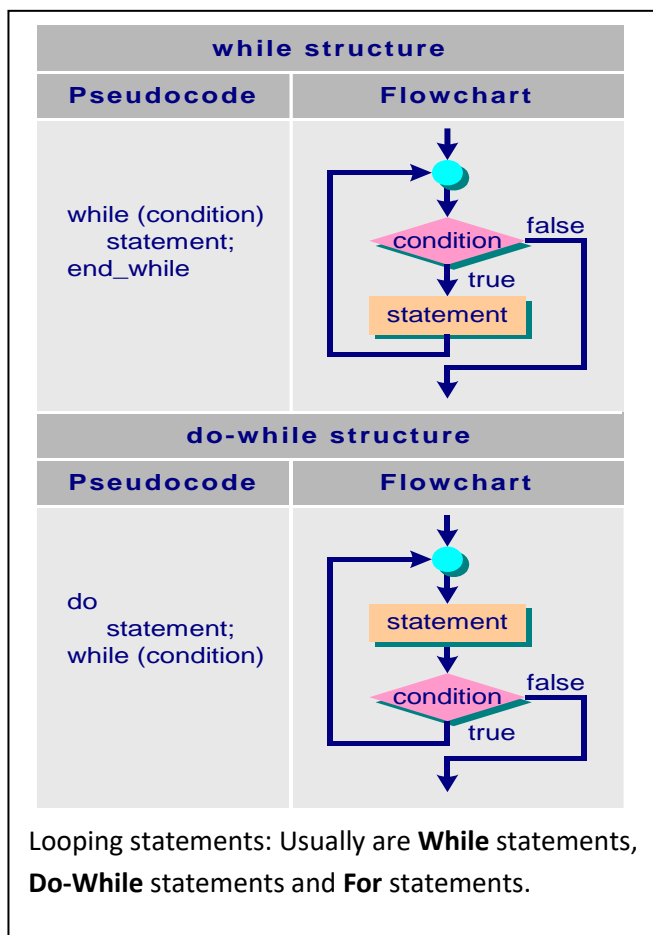 while structure
Pseudocode Flowchart
while (condition)
statement;
end_while
condition
false
true
statement
do-while structure
Pseudocode Flowchart
do
statement;
while (condition)
statement
condition
false
true
Looping statements: Usually are While statements,
Do-While statements and For statements.